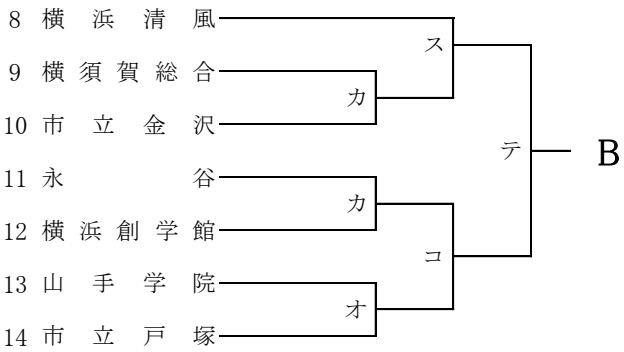 8 横浜清風
ス
9 横須賀総合
カ
10 市立金沢
テ
B
11 永谷
カ
12 横浜創学館
コ
13 山手学院
オ
14 市立戸塚